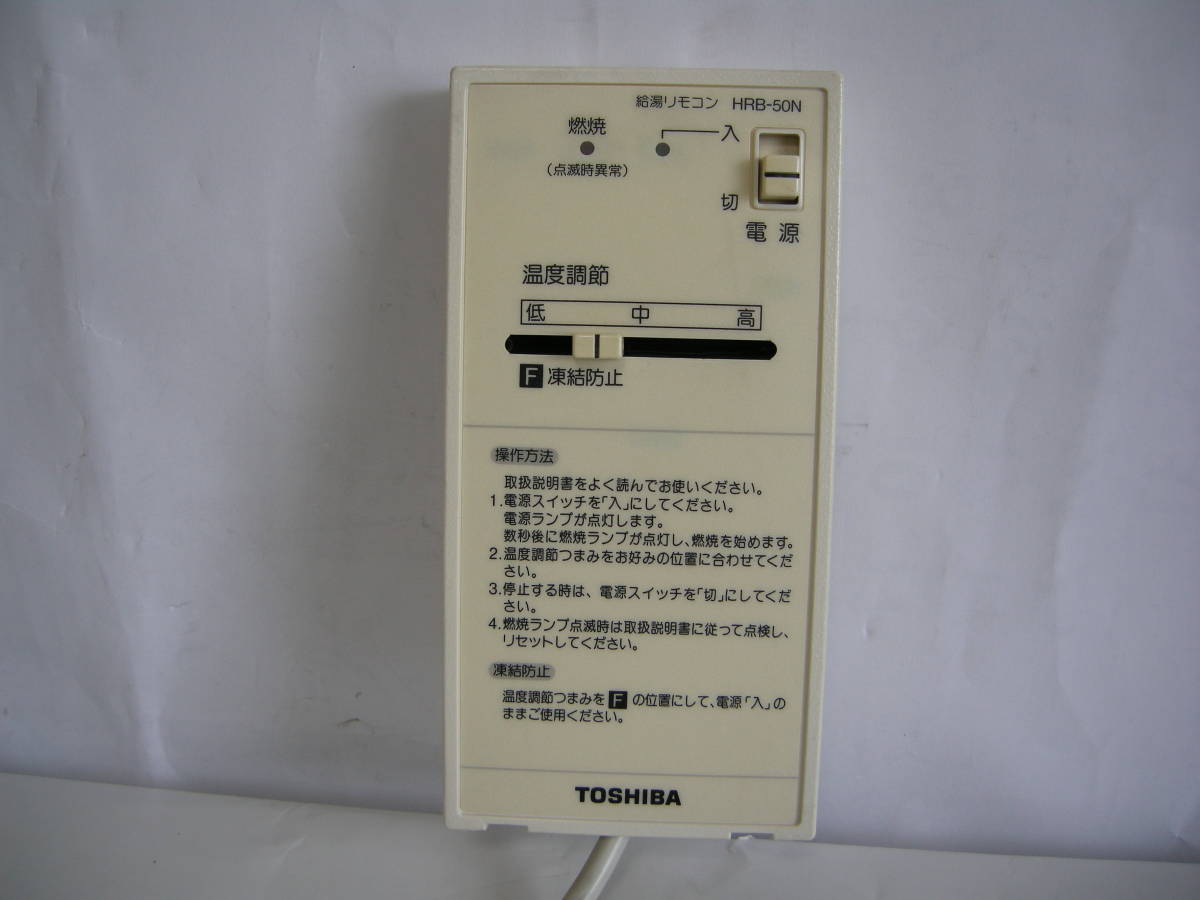 給湯リモコン HRB-50N
燃焼
入
(点滅時異常)
切
電源
温度調節
低 中 高
F 凍結防止
操作方法
取扱説明書をよく読んでお使いください。
1.電源スイッチを「入」にしてください。
電源ランプが点灯します。
数秒後に燃焼ランプが点灯し、燃焼を始めます。
2.温度調節つまみをお好みの位置に合わせてくだ
さい。
3.停止する時は、電源スイッチを「切」にしてくだ
さい。
4.燃焼ランプ点滅時は取扱説明書に従って点検し、
リセットしてください。
凍結防止
温度調節つまみを F の位置にして、電源「入」の
ままご使用ください。
TOSHIBA